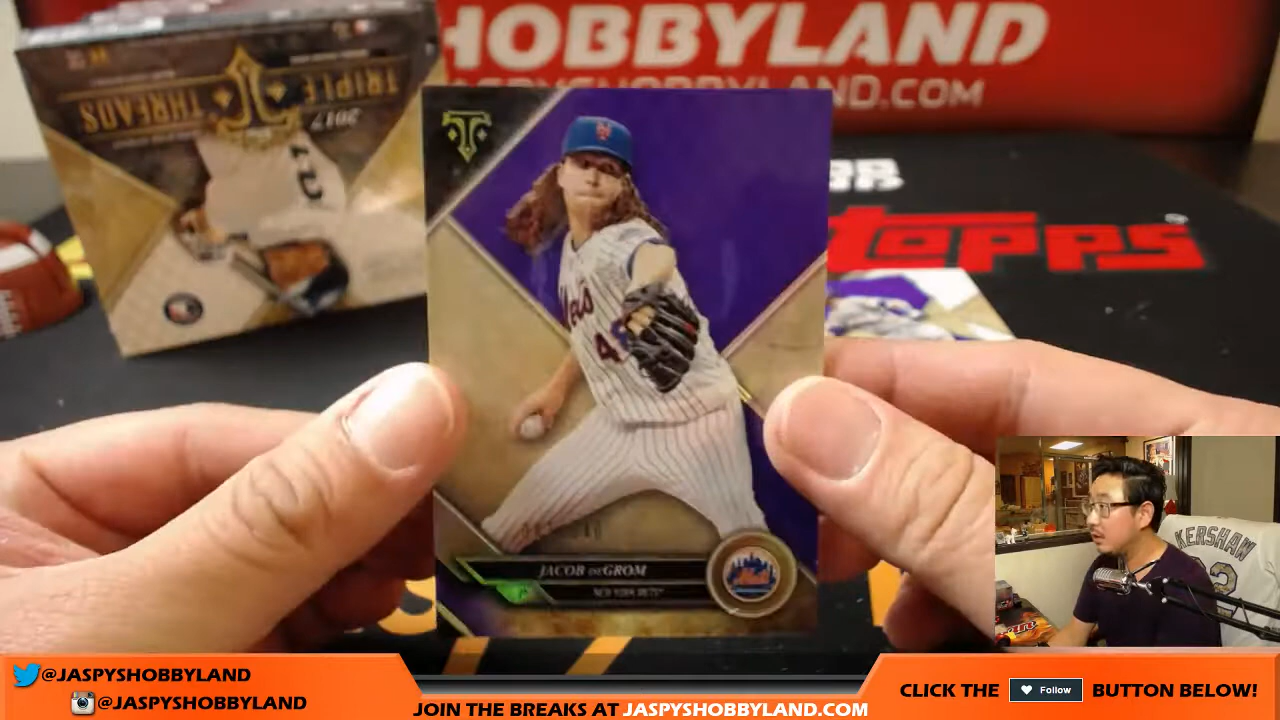 HOBBYLAND
JASPYSHOBBYLAND.COM
2017
TRIPLE
THREADS
topps
Mets
JACOB DEGROM
NEW YORK METS
KERSHAW
@JASPYSHOBBYLAND
@JASPYSHOBBYLAND
JOIN THE BREAKS AT JASPYSHOBBYLAND.COM
CLICK THE Follow BUTTON BELOW!